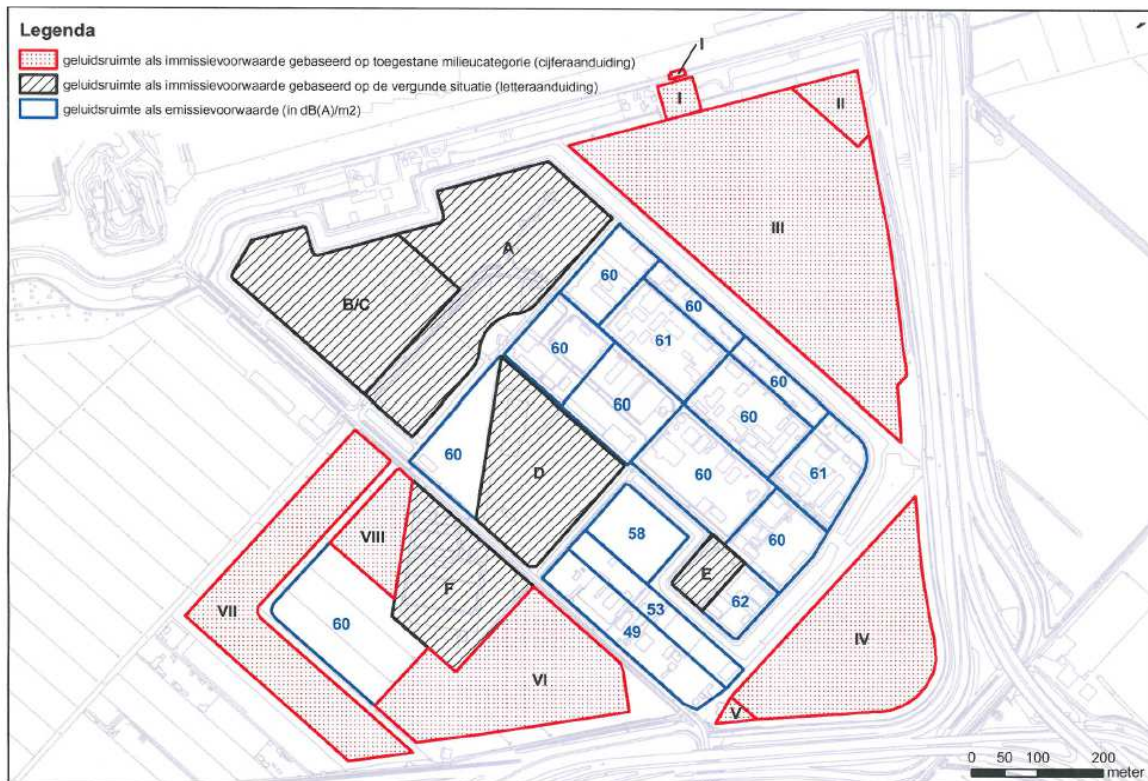 Legenda
geluidsruimte als immissievoorwaarde gebaseerd op toegestane milieucategorie (cijferaanduiding)
geluidsruimte als immissievoorwaarde gebaseerd op de vergunde situatie (letteraanduiding)
geluidsruimte als emissievoorwaarde (in dB(A)/m2)
I
I
II
III
A
B/C
60
60
61
60
60
60
60
60
61
60
D
60
58
60
E
62
53
49
VIII
F
VII
60
VI
IV
V
0 50 100 200
meter